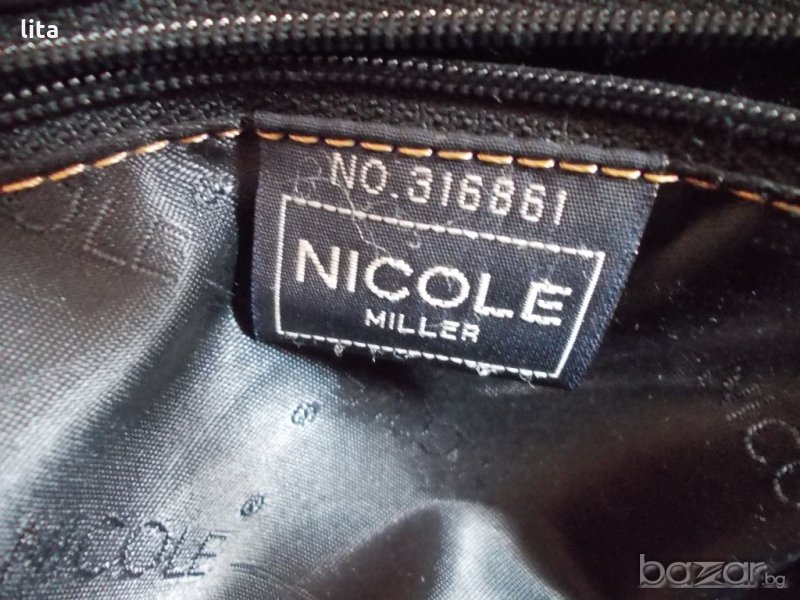 lita
NO.316861
NICOLE
MILLER
NICOLE
bazar.bg